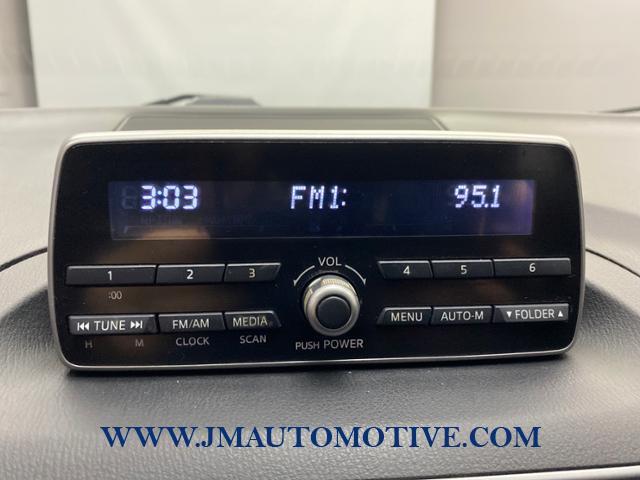 3:03 FM1: 95.1
VOL
1 2 3 4 5 6
:00
⏮ TUNE ⏭ FM/AM MEDIA MENU AUTO-M ▼ FOLDER ▲
H M CLOCK SCAN PUSH POWER
WWW.JMAUTOMOTIVE.COM